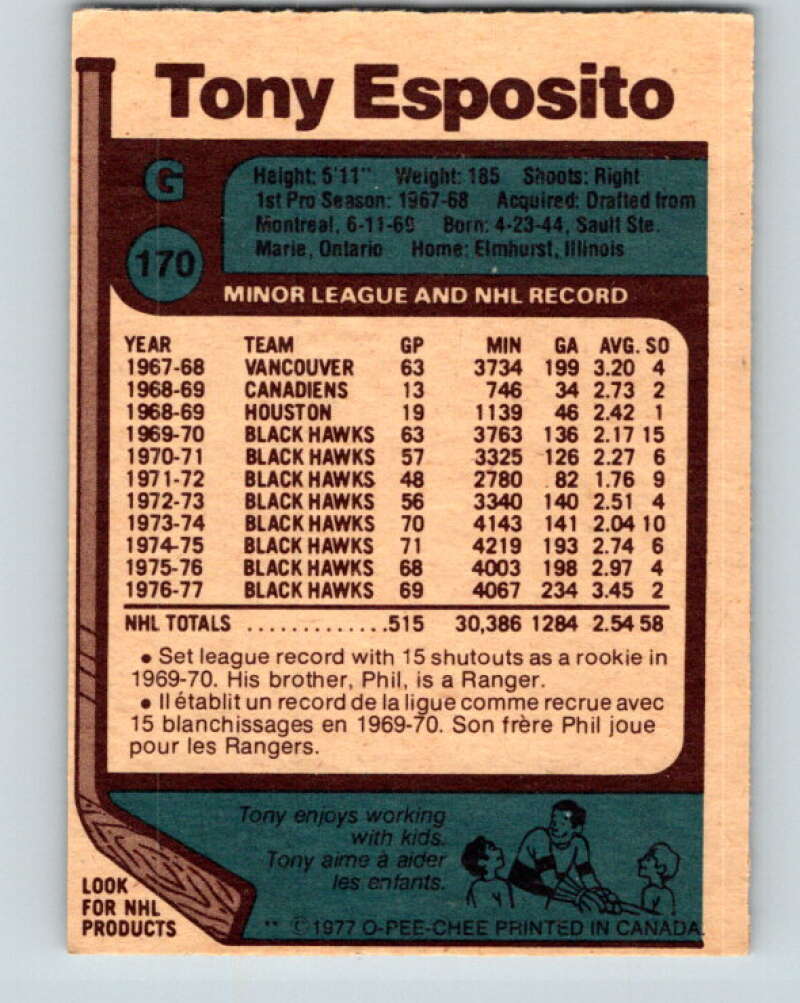 Tony Esposito
G
Height: 5'11" Weight: 185 Shoots: Right
1st Pro Season: 1967-68 Acquired: Drafted from
Montreal, 6-11-69 Born: 4-23-44, Sault Ste.
Marie, Ontario Home: Elmhurst, Illinois
170
MINOR LEAGUE AND NHL RECORD
YEAR TEAM GP MIN GA AVG. SO
1967-68 VANCOUVER 63 3734 199 3.20 4
1968-69 CANADIENS 13 746 34 2.73 2
1968-69 HOUSTON 19 1139 46 2.42 1
1969-70 BLACK HAWKS 63 3763 136 2.17 15
1970-71 BLACK HAWKS 57 3325 126 2.27 6
1971-72 BLACK HAWKS 48 2780 82 1.76 9
1972-73 BLACK HAWKS 56 3340 140 2.51 4
1973-74 BLACK HAWKS 70 4143 141 2.04 10
1974-75 BLACK HAWKS 71 4219 193 2.74 6
1975-76 BLACK HAWKS 68 4003 198 2.97 4
1976-77 BLACK HAWKS 69 4067 234 3.45 2
NHL TOTALS .............515 30,386 1284 2.54 58
• Set league record with 15 shutouts as a rookie in
1969-70. His brother, Phil, is a Ranger.
• Il établit un record de la ligue comme recrue avec
15 blanchissages en 1969-70. Son frère Phil joue
pour les Rangers.
Tony enjoys working
with kids.
Tony aime à aider
les enfants.
LOOK
FOR NHL
PRODUCTS
** © 1977 O-PEE-CHEE PRINTED IN CANADA